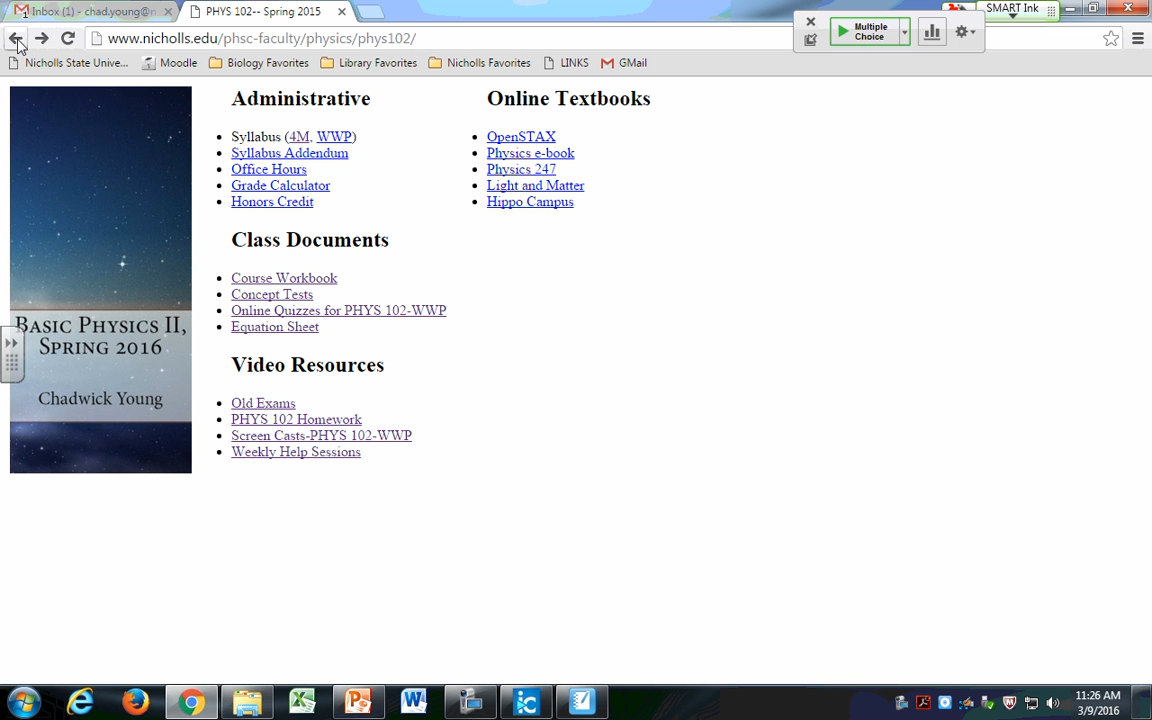 Inbox (1) - chad.young@n
PHYS 102-- Spring 2015
SMART Ink
Multiple
Choice
www.nicholls.edu/phsc-faculty/physics/phys102/
Nicholls State Unive...
Moodle
Biology Favorites
Library Favorites
Nicholls Favorites
LINKS
GMail
Administrative
Syllabus (4M, WWP)
Syllabus Addendum
Office Hours
Grade Calculator
Honors Credit
Online Textbooks
OpenSTAX
Physics e-book
Physics 247
Light and Matter
Hippo Campus
Class Documents
Course Workbook
Concept Tests
Online Quizzes for PHYS 102-WWP
Equation Sheet
Video Resources
Old Exams
PHYS 102 Homework
Screen Casts-PHYS 102-WWP
Weekly Help Sessions
Basic Physics II,
Spring 2016
Chadwick Young
11:26 AM
3/9/2016